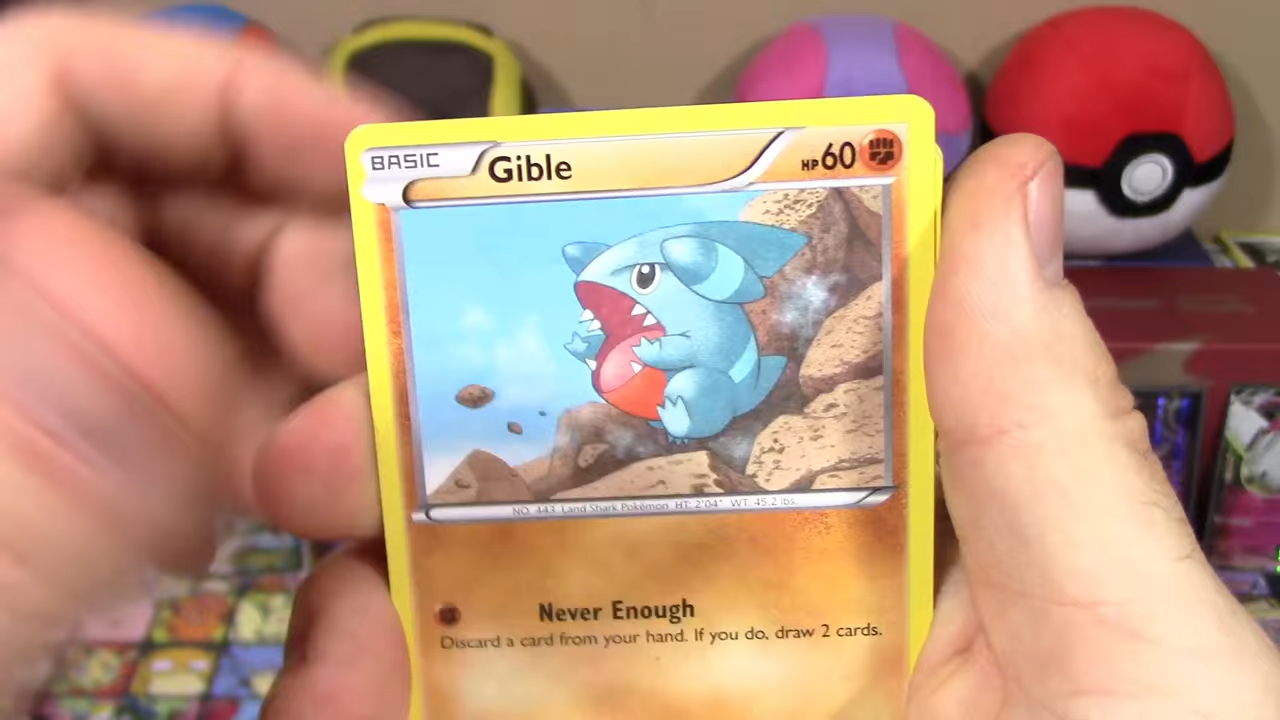 BASIC Gible HP60
NO. 443 Land Shark Pokémon HT: 2'04" WT: 45.2 lbs.
Never Enough
Discard a card from your hand. If you do, draw 2 cards.